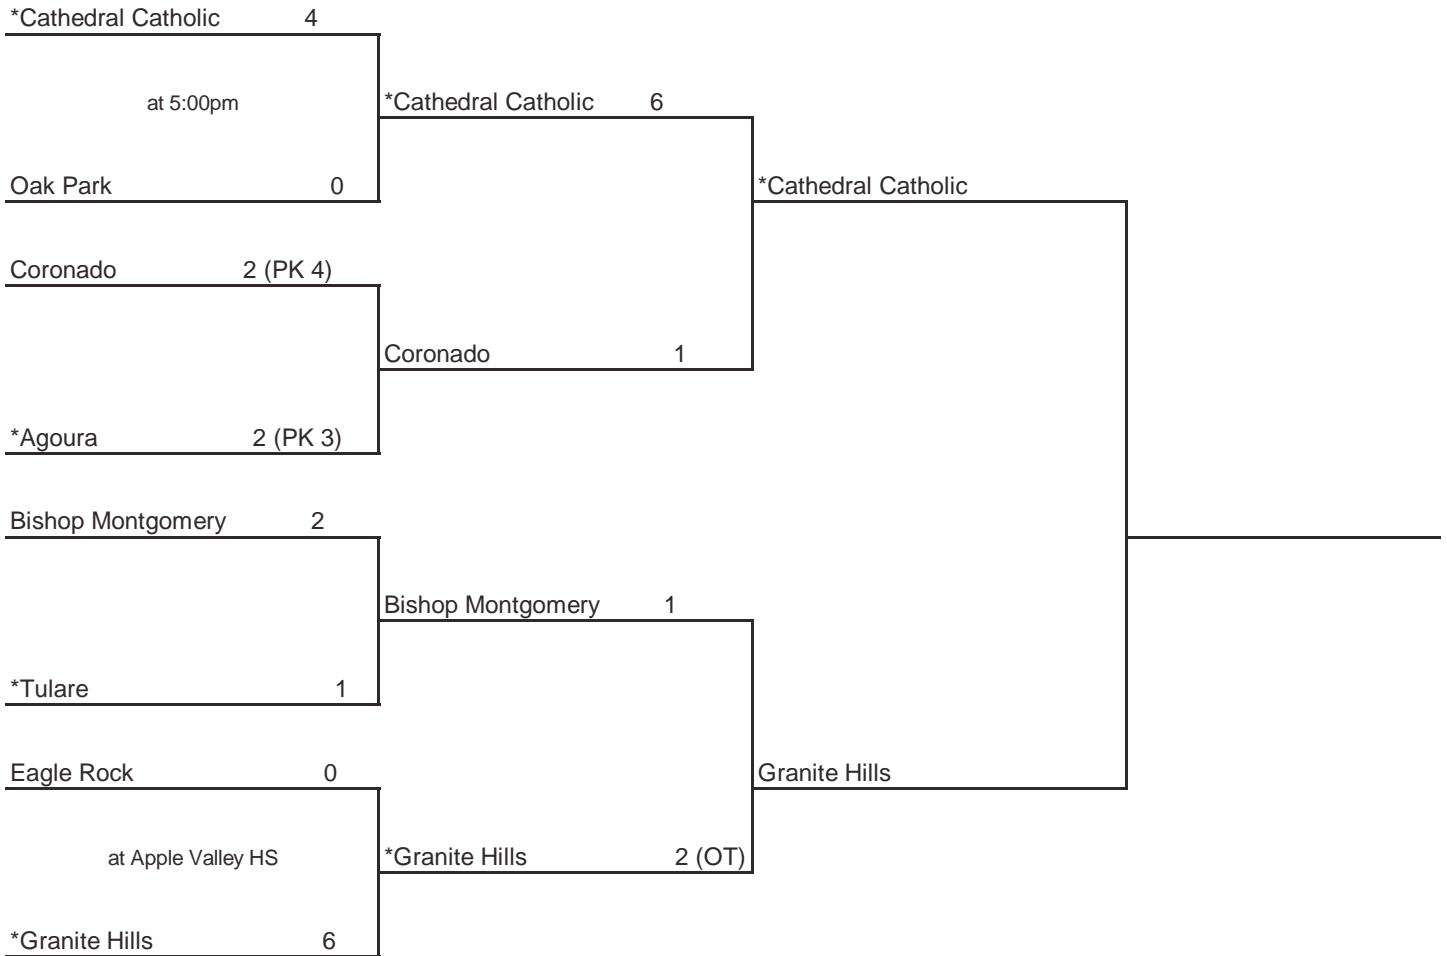 *Cathedral Catholic 4
at 5:00pm
*Cathedral Catholic 6
Oak Park 0
*Cathedral Catholic
Coronado 2 (PK 4)
Coronado 1
*Agoura 2 (PK 3)
Bishop Montgomery 2
Bishop Montgomery 1
*Tulare 1
Eagle Rock 0
Granite Hills
at Apple Valley HS
*Granite Hills 2 (OT)
*Granite Hills 6